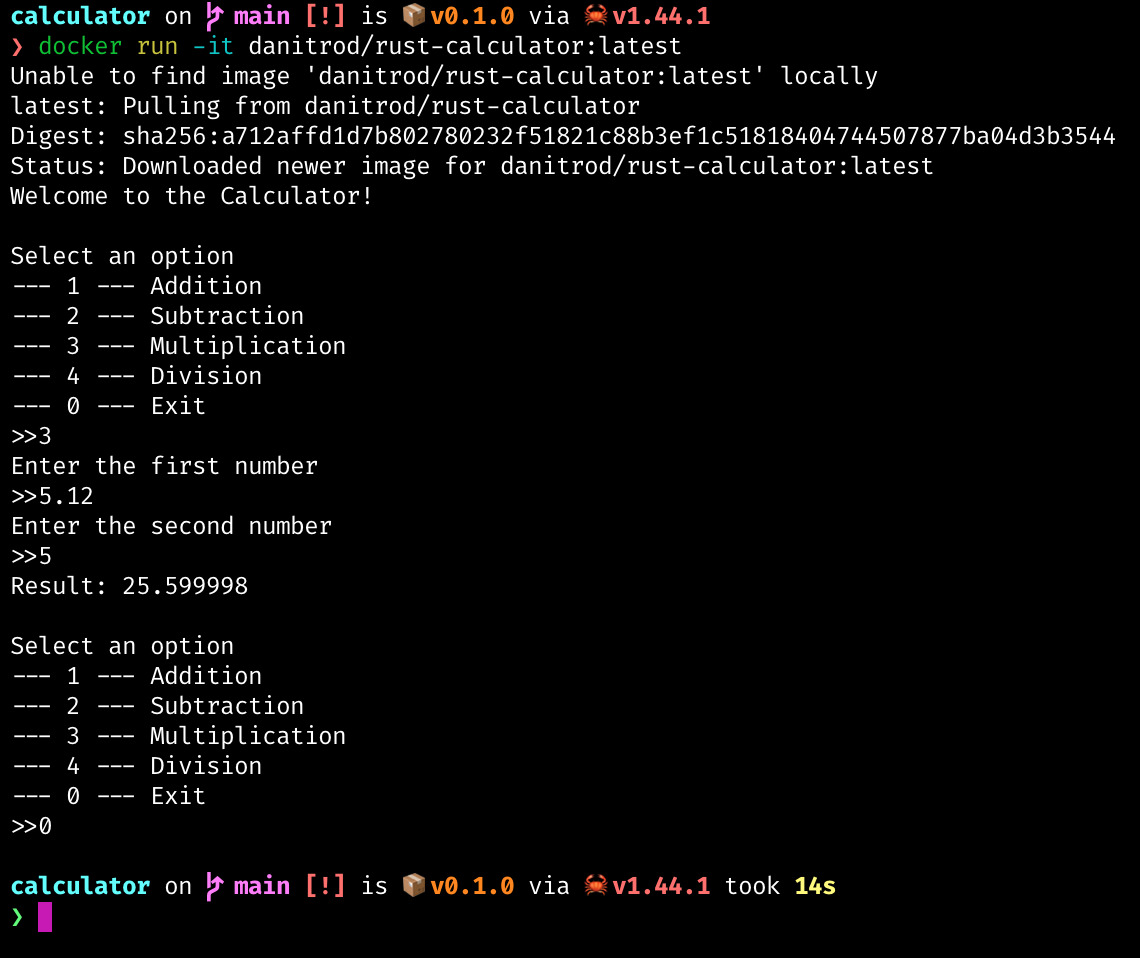 calculator on main [!] is 📦v0.1.0 via 🦀v1.44.1
❯ docker run -it danitrod/rust-calculator:latest
Unable to find image 'danitrod/rust-calculator:latest' locally
latest: Pulling from danitrod/rust-calculator
Digest: sha256:a712affd1d7b802780232f51821c88b3ef1c51818404744507877ba04d3b3544
Status: Downloaded newer image for danitrod/rust-calculator:latest
Welcome to the Calculator!
Select an option
--- 1 --- Addition
--- 2 --- Subtraction
--- 3 --- Multiplication
--- 4 --- Division
--- 0 --- Exit
>>3
Enter the first number
>>5.12
Enter the second number
>>5
Result: 25.599998
Select an option
--- 1 --- Addition
--- 2 --- Subtraction
--- 3 --- Multiplication
--- 4 --- Division
--- 0 --- Exit
>>0
calculator on main [!] is 📦v0.1.0 via 🦀v1.44.1 took 14s
❯